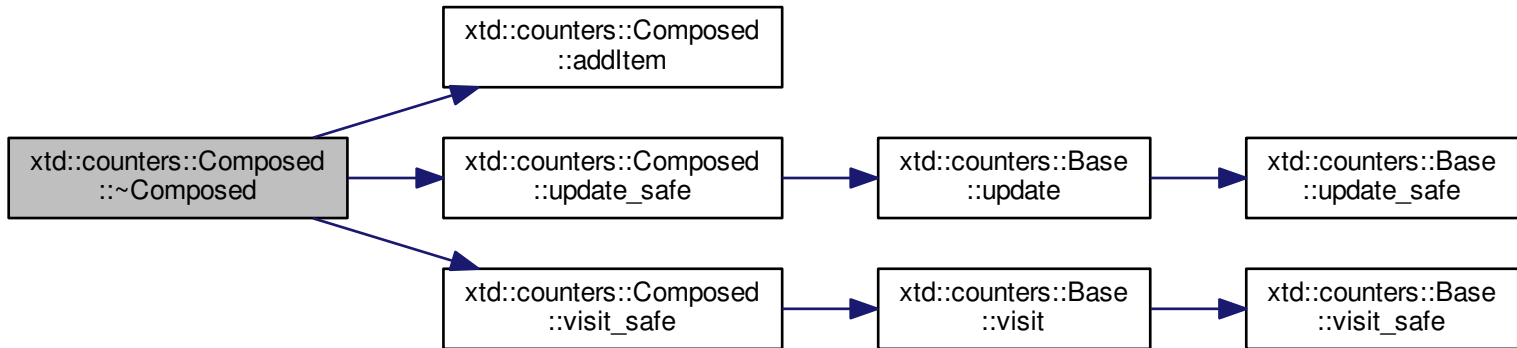 xtd::counters::Composed
::addItem
xtd::counters::Composed
::~Composed
xtd::counters::Composed
::update_safe
xtd::counters::Base
::update
xtd::counters::Base
::update_safe
xtd::counters::Composed
::visit_safe
xtd::counters::Base
::visit
xtd::counters::Base
::visit_safe